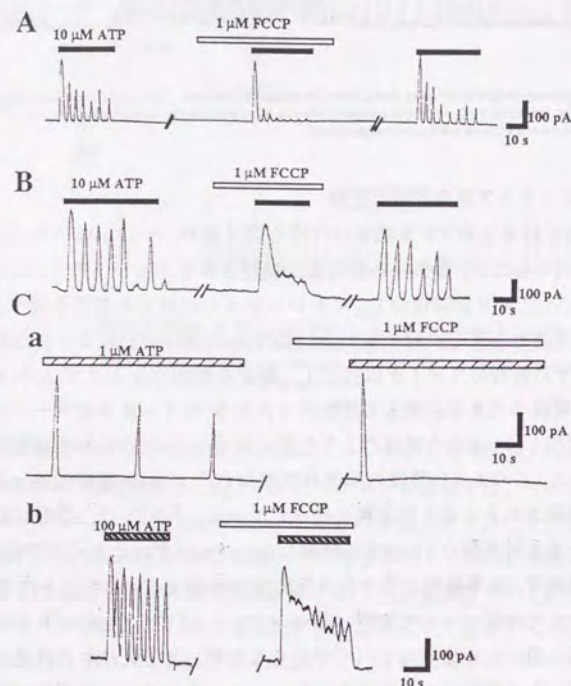 A
10 μM ATP
1 μM FCCP
100 pA
10 s
B
10 μM ATP
1 μM FCCP
100 pA
10 s
C
a
1 μM ATP
1 μM FCCP
100 pA
10 s
b
100 μM ATP
1 μM FCCP
100 pA
10 s